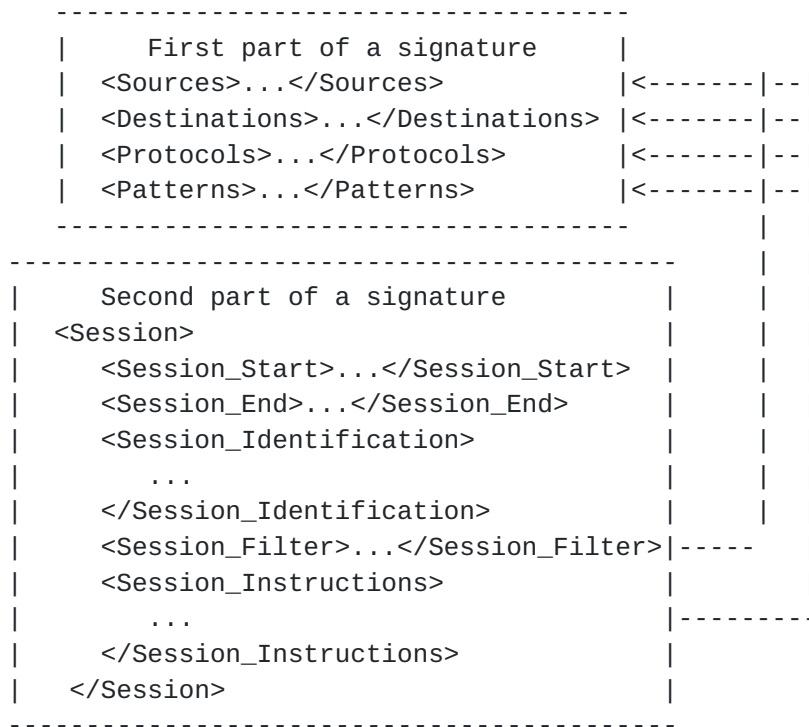 -------------------------------------
|     First part of a signature     |
|  <Sources>...</Sources>           |<-------|--
|  <Destinations>...</Destinations> |<-------|--
|  <Protocols>...</Protocols>       |<-------|--
|  <Patterns>...</Patterns>         |<-------|--
-------------------------------------        |
-------------------------------------------     |
|     Second part of a signature          |     |
|  <Session>                              |     |
|     <Session_Start>...</Session_Start>  |     |
|     <Session_End>...</Session_End>      |     |
|     <Session_Identification>            |     |
|        ...                              |     |
|     </Session_Identification>           |     |
|     <Session_Filter>...</Session_Filter>|-----
|     <Session_Instructions>              |
|        ...                              |---------
|     </Session_Instructions>             |
|   </Session>                            |
-------------------------------------------